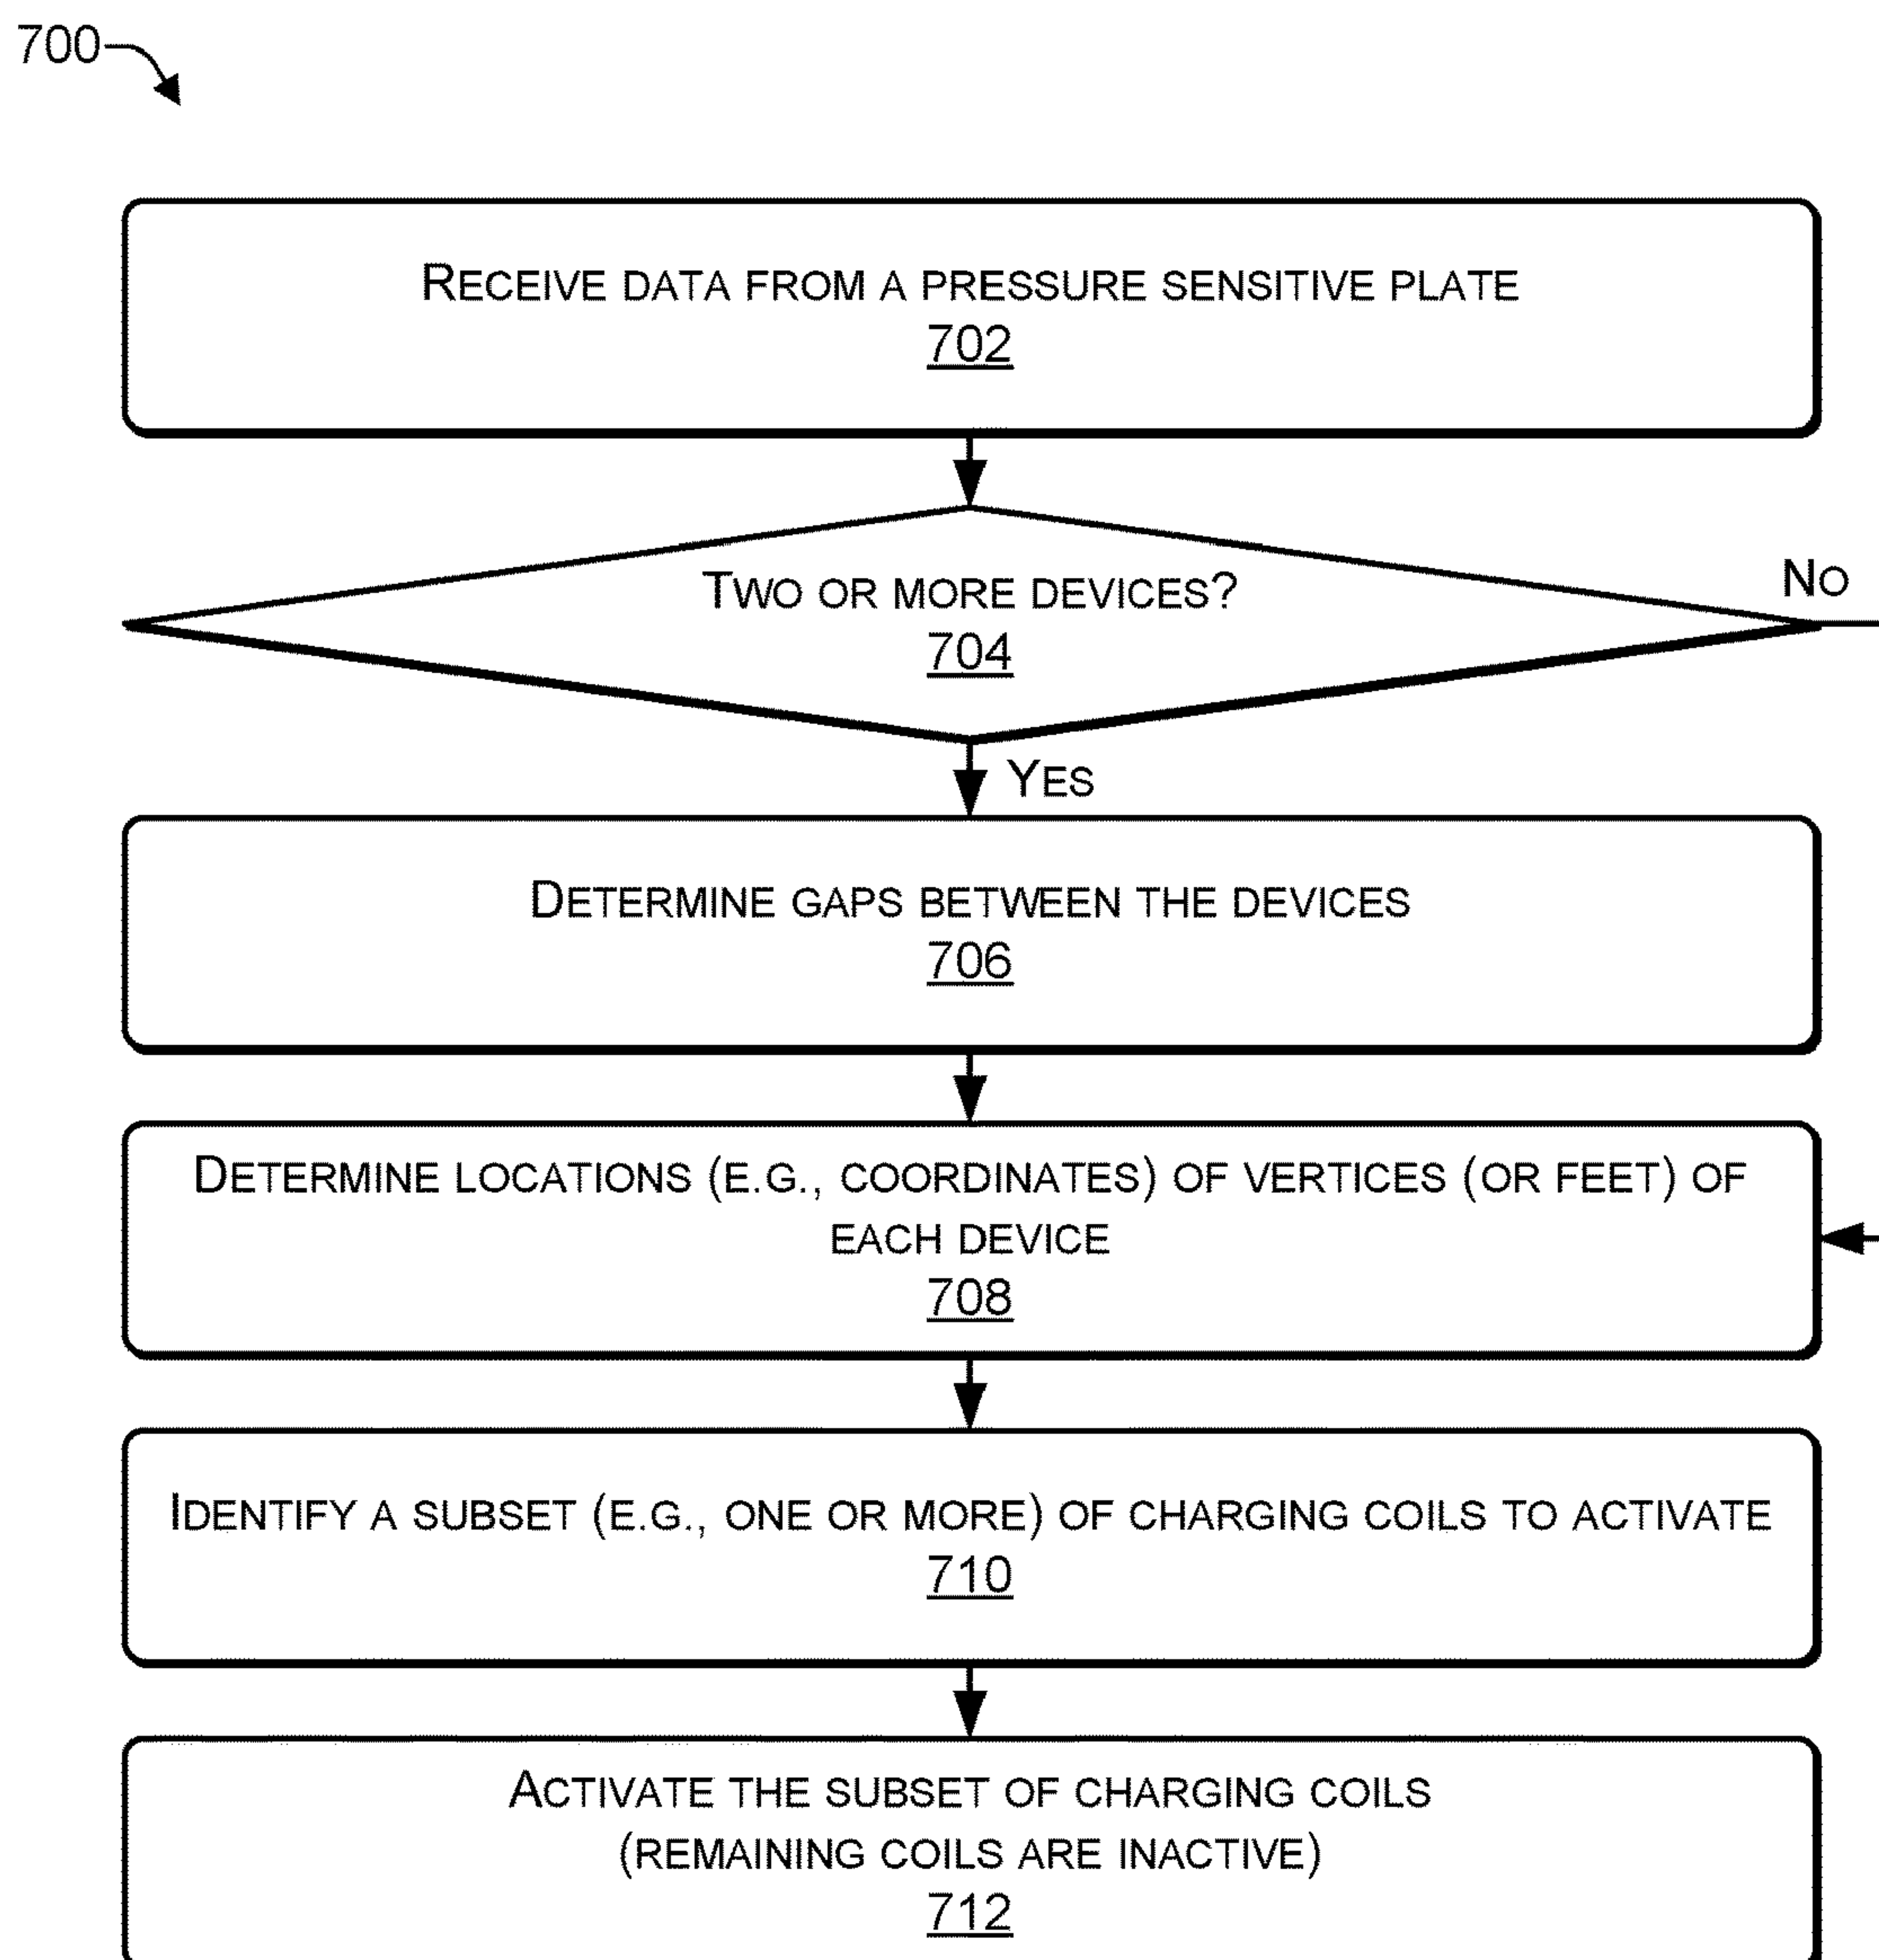 700
RECEIVE DATA FROM A PRESSURE SENSITIVE PLATE
702
TWO OR MORE DEVICES?
704
NO
YES
DETERMINE GAPS BETWEEN THE DEVICES
706
DETERMINE LOCATIONS (E.G., COORDINATES) OF VERTICES (OR FEET) OF
EACH DEVICE
708
IDENTIFY A SUBSET (E.G., ONE OR MORE) OF CHARGING COILS TO ACTIVATE
710
ACTIVATE THE SUBSET OF CHARGING COILS
(REMAINING COILS ARE INACTIVE)
712